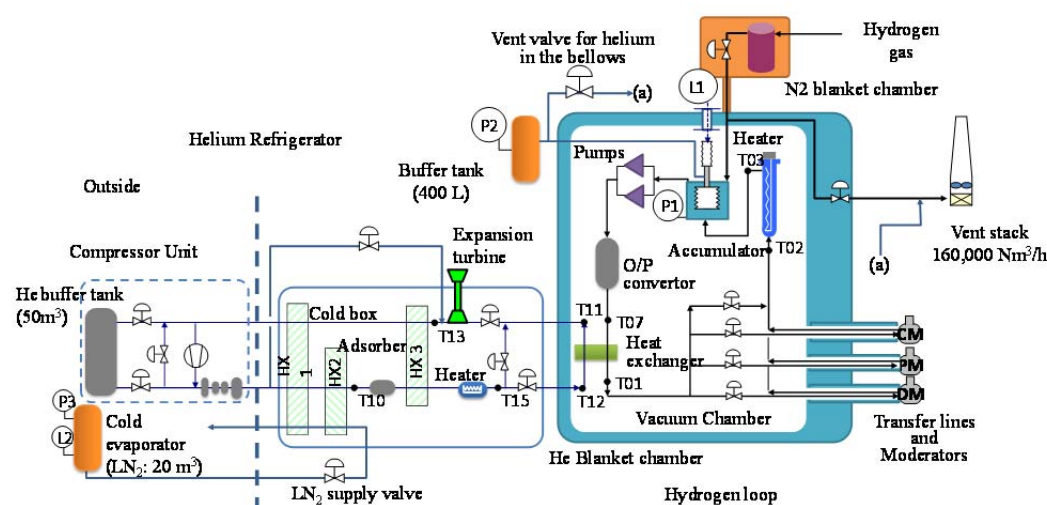 Vent valve for helium
in the bellows
(a)
Hydrogen
gas
N2 blanket chamber
L1
P2
Helium Refrigerator
Buffer tank
(400 L)
Pumps
Heater
T03
P1
Accumulator
T02
Outside
Compressor Unit
Expansion
turbine
O/P
convertor
(a)
Vent stack
160,000 Nm³/h
He buffer tank
(50m³)
Cold box
T13
T11
T07
HX
1
HX2
Adsorber
HX 3
Heater
Heat
exchanger
CM
T10
T15
T12
T01
PM
P3
L2
Cold
evaporator
(LN₂: 20 m³)
Vacuum Chamber
DM
Transfer lines
and
Moderators
He Blanket chamber
LN₂ supply valve
Hydrogen loop